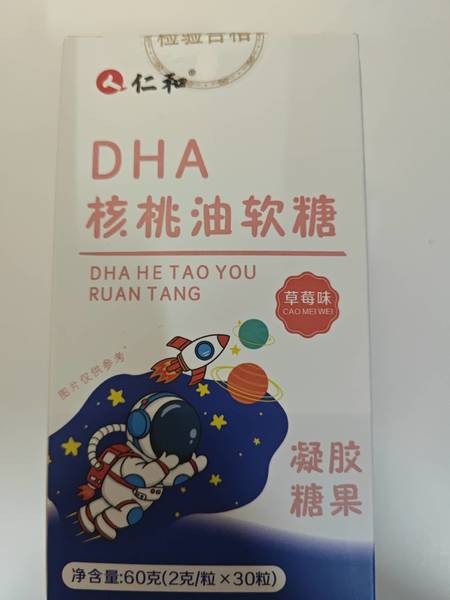 检验合格
仁和®
DHA
核桃油软糖
DHA HE TAO YOU
RUAN TANG
草莓味
CAO MEI WEI
图片仅供参考
凝胶
糖果
净含量:60克(2克/粒×30粒)